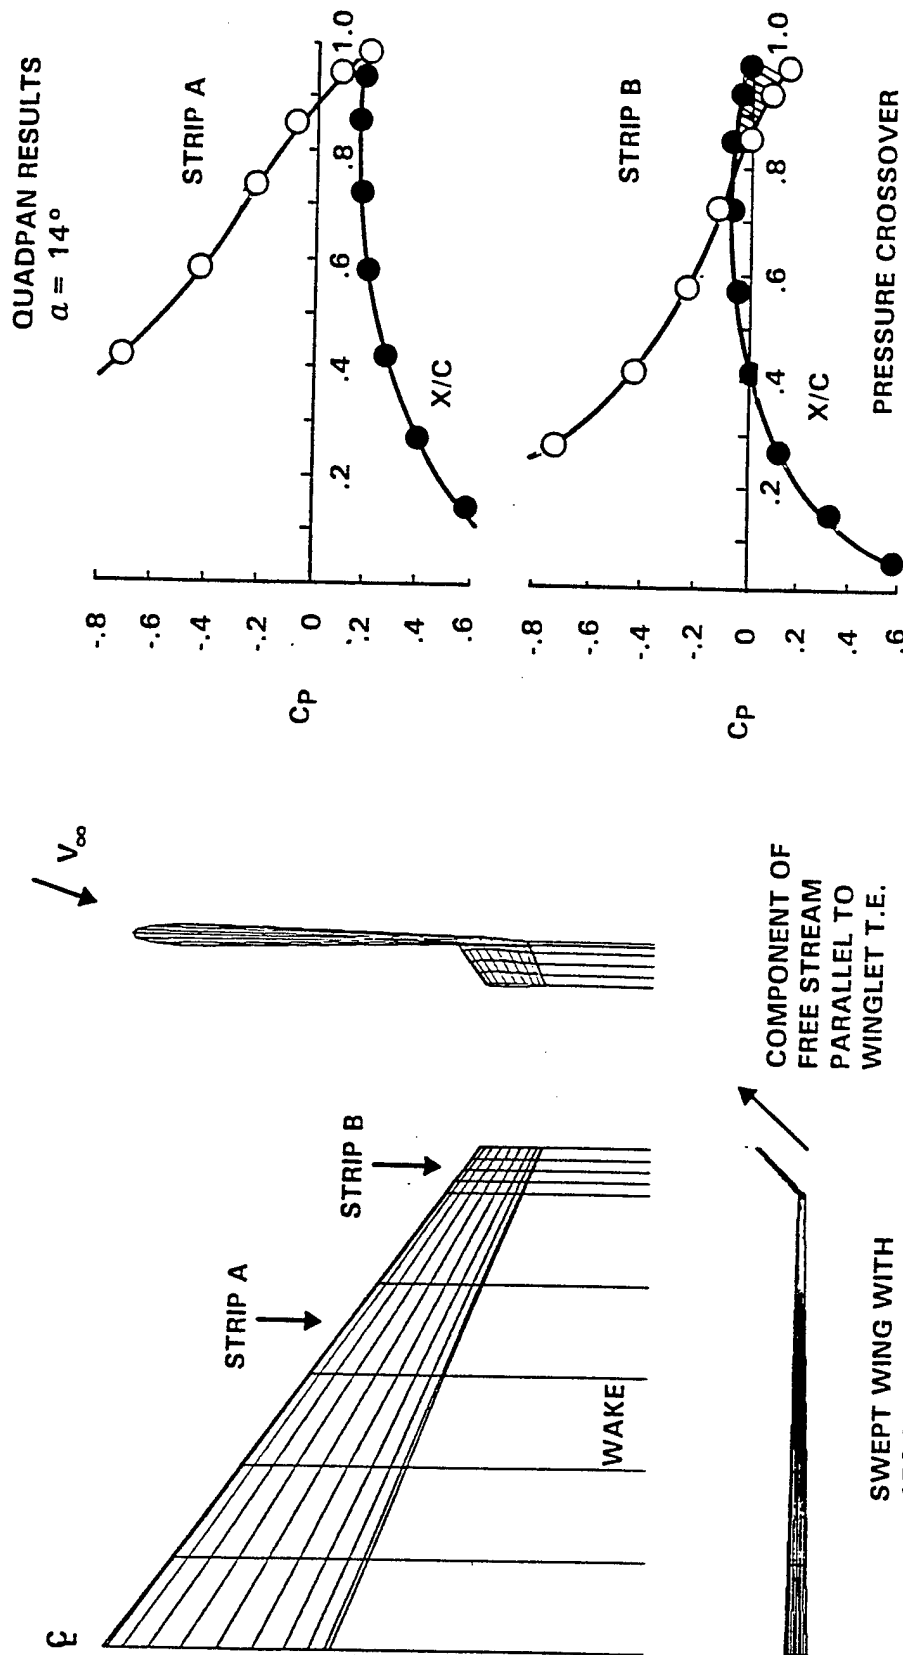 QUADPAN RESULTS
α = 14°
STRIP A
-.8
-.6
-.4
-.2
0
.2
.4
.6
CP
.2
.4
.6
.8
1.0
X/C
STRIP B
-.8
-.6
-.4
-.2
0
.2
.4
.6
CP
.2
.4
.6
.8
1.0
X/C
PRESSURE CROSSOVER
V∞
COMPONENT OF
FREE STREAM
PARALLEL TO
WINGLET T.E.
STRIP A
STRIP B
WAKE
℄
SWEPT WING WITH